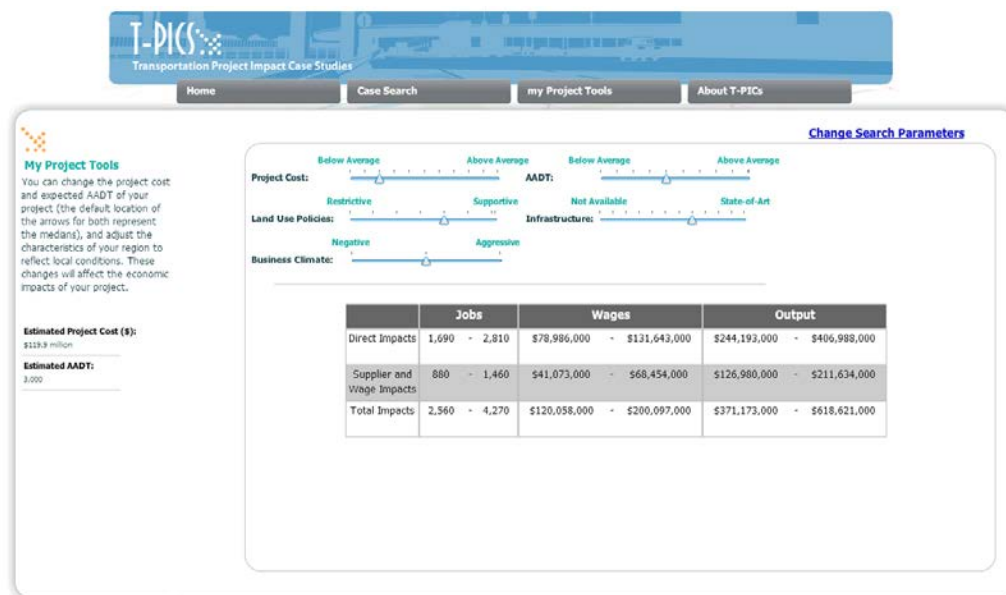 T-PICS
Transportation Project Impact Case Studies
Home Case Search my Project Tools About T-PICs
Change Search Parameters
My Project Tools
You can change the project cost
and expected AADT of your
project (the default location of
the arrows for both represent
the medians), and adjust the
characteristics of your region to
reflect local conditions. These
changes will affect the economic
impacts of your project.
Estimated Project Cost ($):
$119.9 million
Estimated AADT:
3,000
Below Average Above Average Below Average Above Average
Project Cost: AADT:
Restrictive Supportive Not Available State-of-Art
Land Use Policies: Infrastructure:
Negative Aggressive
Business Climate:
Jobs Wages Output
Direct Impacts 1,690 - 2,810 $78,986,000 - $131,643,000 $244,193,000 - $406,988,000
Supplier and
Wage Impacts 880 - 1,460 $41,073,000 - $68,454,000 $126,980,000 - $211,634,000
Total Impacts 2,560 - 4,270 $120,058,000 - $200,097,000 $371,173,000 - $618,621,000